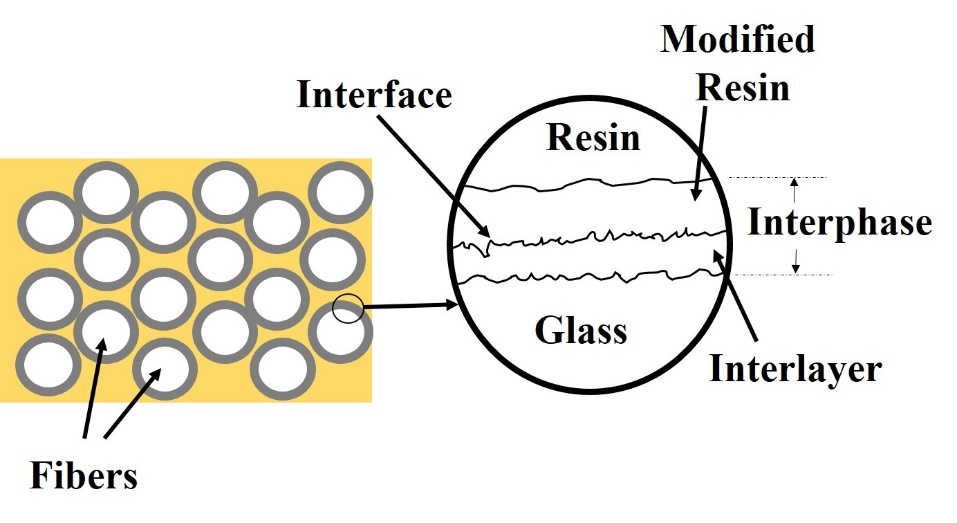 Modified
Resin
Interface
Resin
Interphase
Glass
Interlayer
Fibers